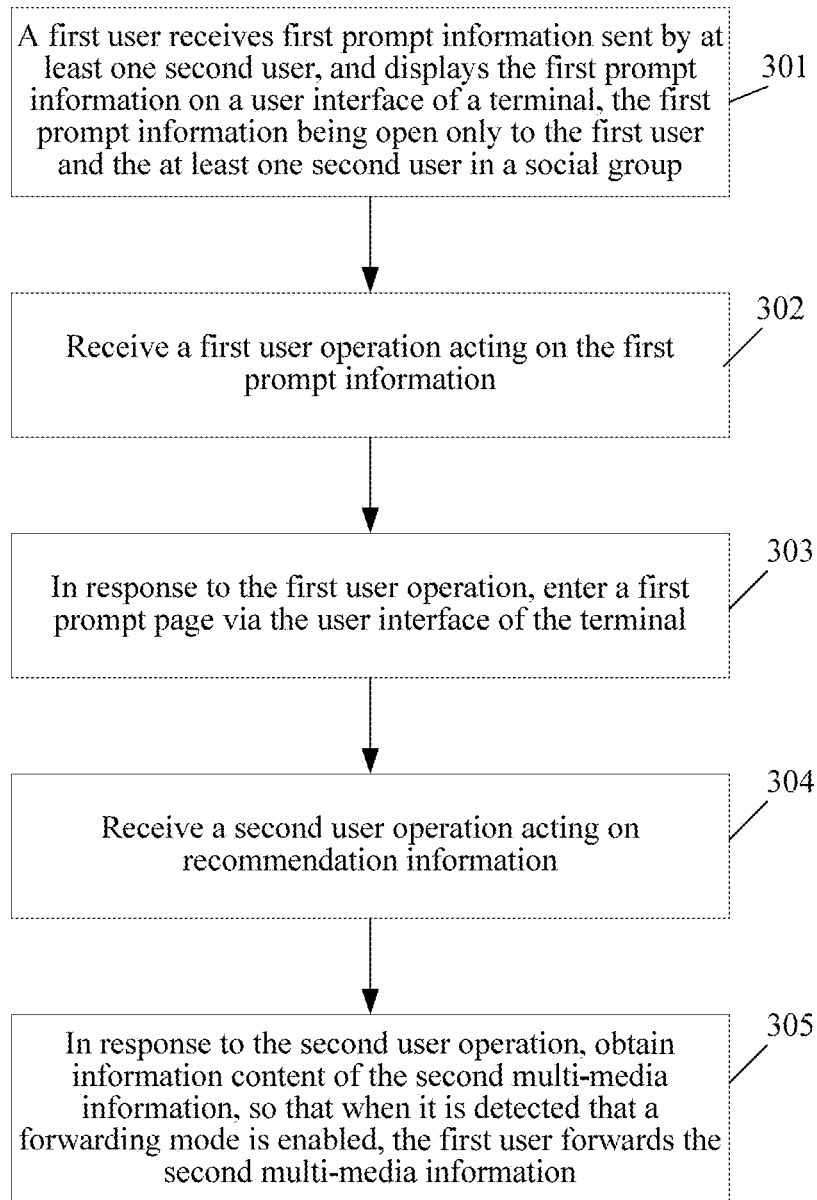 A first user receives first prompt information sent by at
least one second user, and displays the first prompt
information on a user interface of a terminal, the first
prompt information being open only to the first user
and the at least one second user in a social group
301
302
Receive a first user operation acting on the first
prompt information
303
In response to the first user operation, enter a first
prompt page via the user interface of the terminal
304
Receive a second user operation acting on
recommendation information
305
In response to the second user operation, obtain
information content of the second multi-media
information, so that when it is detected that a
forwarding mode is enabled, the first user forwards the
second multi-media information